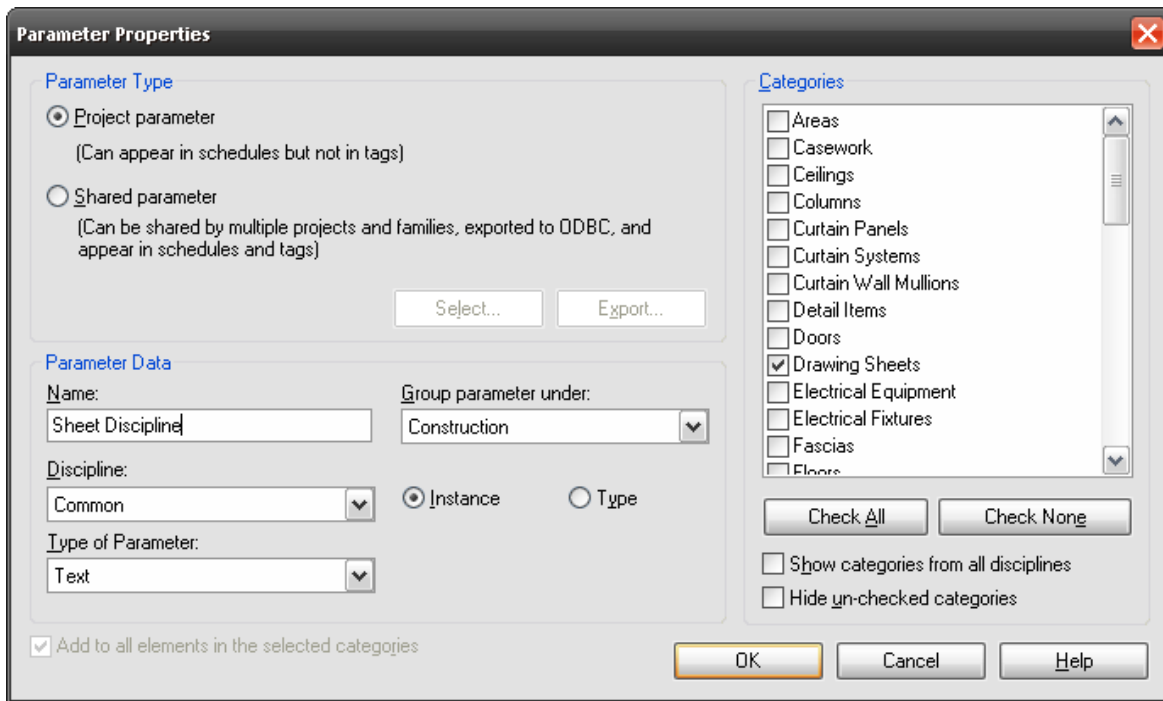 Parameter Properties
Parameter Type
Project parameter
(Can appear in schedules but not in tags)
Shared parameter
(Can be shared by multiple projects and families, exported to ODBC, and
appear in schedules and tags)
Select...
Export...
Parameter Data
Name:
Sheet Discipline
Group parameter under:
Construction
Discipline:
Common
Instance
Type
Type of Parameter:
Text
Add to all elements in the selected categories
Categories
Areas
Casework
Ceilings
Columns
Curtain Panels
Curtain Systems
Curtain Wall Mullions
Detail Items
Doors
Drawing Sheets
Electrical Equipment
Electrical Fixtures
Fascias
Floors
Check All
Check None
Show categories from all disciplines
Hide un-checked categories
OK
Cancel
Help